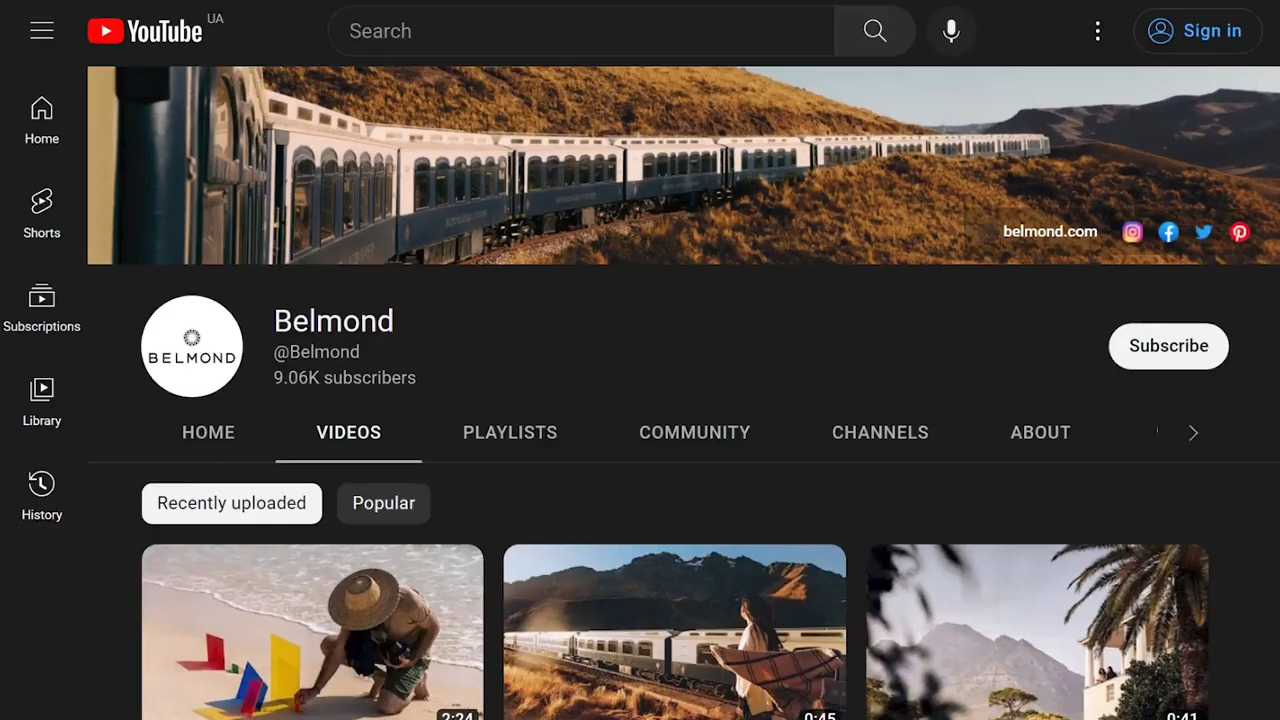 YouTube UA
Search
Sign in
Home
Shorts
Subscriptions
Library
History
belmond.com
BELMOND
Belmond
@Belmond
9.06K subscribers
Subscribe
HOME VIDEOS PLAYLISTS COMMUNITY CHANNELS ABOUT
Recently uploaded Popular
2:24 0:45 0:41